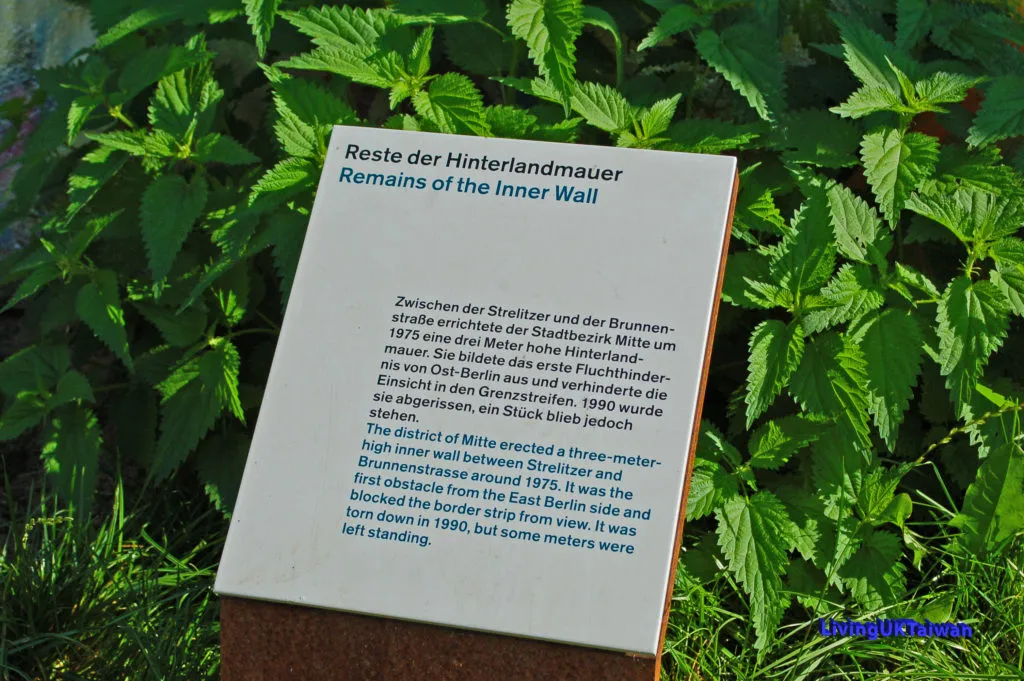 Reste der Hinterlandmauer
Remains of the Inner Wall
Zwischen der Strelitzer und der Brunnen-
straße errichtete der Stadtbezirk Mitte um
1975 eine drei Meter hohe Hinterland-
mauer. Sie bildete das erste Fluchthinder-
nis von Ost-Berlin aus und verhinderte die
Einsicht in den Grenzstreifen. 1990 wurde
sie abgerissen, ein Stück blieb jedoch
stehen.
The district of Mitte erected a three-meter-
high inner wall between Strelitzer and
Brunnenstrasse around 1975. It was the
first obstacle from the East Berlin side and
blocked the border strip from view. It was
torn down in 1990, but some meters were
left standing.
LivingUKTaiwan